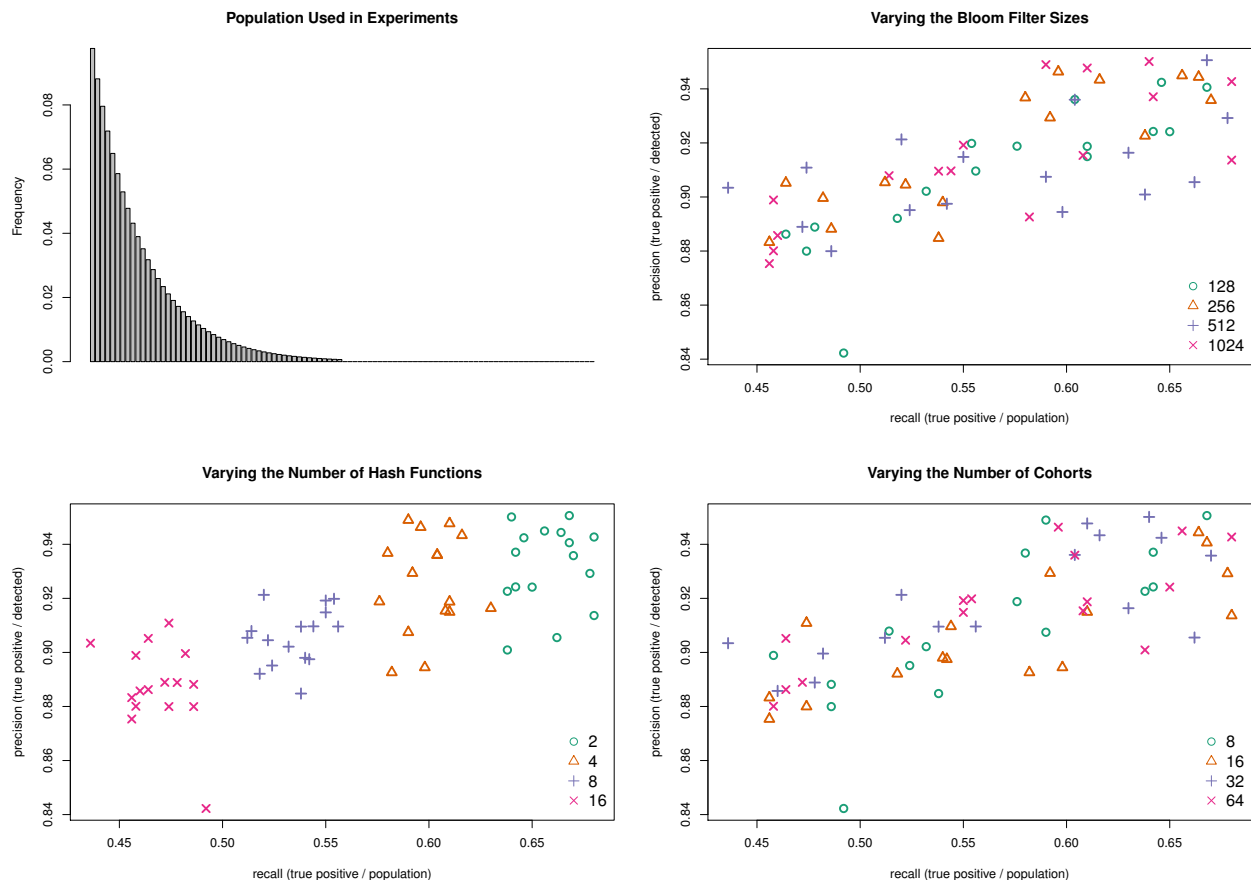 Population Used in Experiments
Frequency
0.00 0.02 0.04 0.06 0.08
Varying the Bloom Filter Sizes
precision (true positive / detected)
0.84 0.86 0.88 0.90 0.92 0.94
128
256
512
1024
0.45 0.50 0.55 0.60 0.65
recall (true positive / population)
Varying the Number of Hash Functions
precision (true positive / detected)
0.84 0.86 0.88 0.90 0.92 0.94
2
4
8
16
0.45 0.50 0.55 0.60 0.65
recall (true positive / population)
Varying the Number of Cohorts
precision (true positive / detected)
0.84 0.86 0.88 0.90 0.92 0.94
8
16
32
64
0.45 0.50 0.55 0.60 0.65
recall (true positive / population)